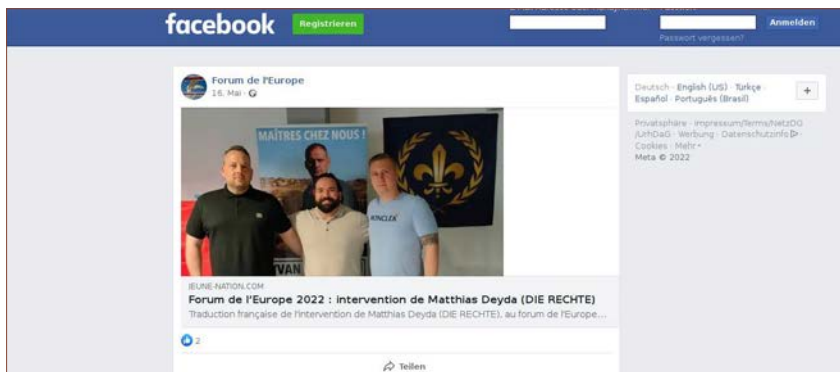 facebook
Registrieren
Anmelden
Passwort vergessen?
Forum de l'Europe
16. Mai ·
MAÎTRES CHEZ NOUS !
MONCLER
YVAN
JEUNE-NATION.COM
Forum de l'Europe 2022 : intervention de Matthias Deyda (DIE RECHTE)
Traduction française de l'intervention de Matthias Deyda (DIE RECHTE), au forum de l'Europe...
2
Teilen
Deutsch · English (US) · Türkçe ·
Español · Português (Brasil)
+
Privatsphäre · Impressum/Terms/NetzDG
/UrhDaG · Werbung · Datenschutzinfo
Cookies · Mehr
Meta © 2022